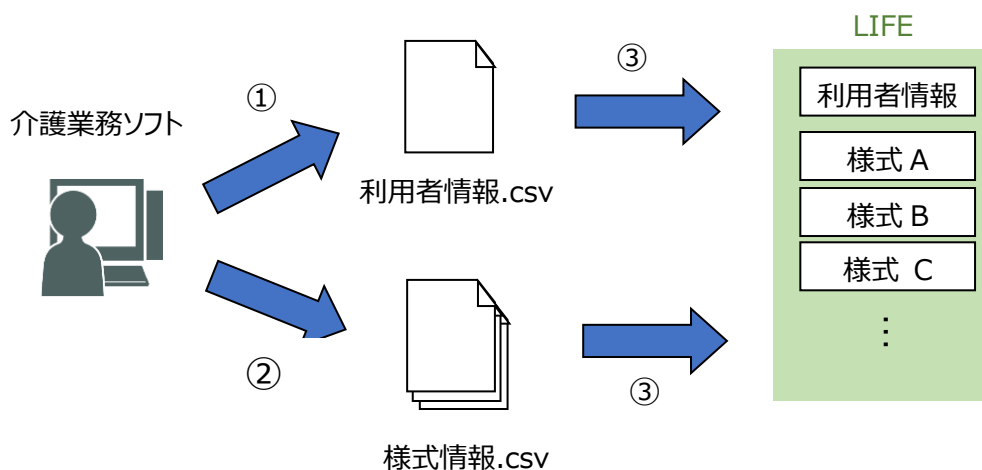 LIFE
①
③
介護業務ソフト
利用者情報
様式 A
利用者情報.csv
様式 B
様式 C
⋮
②
③
様式情報.csv